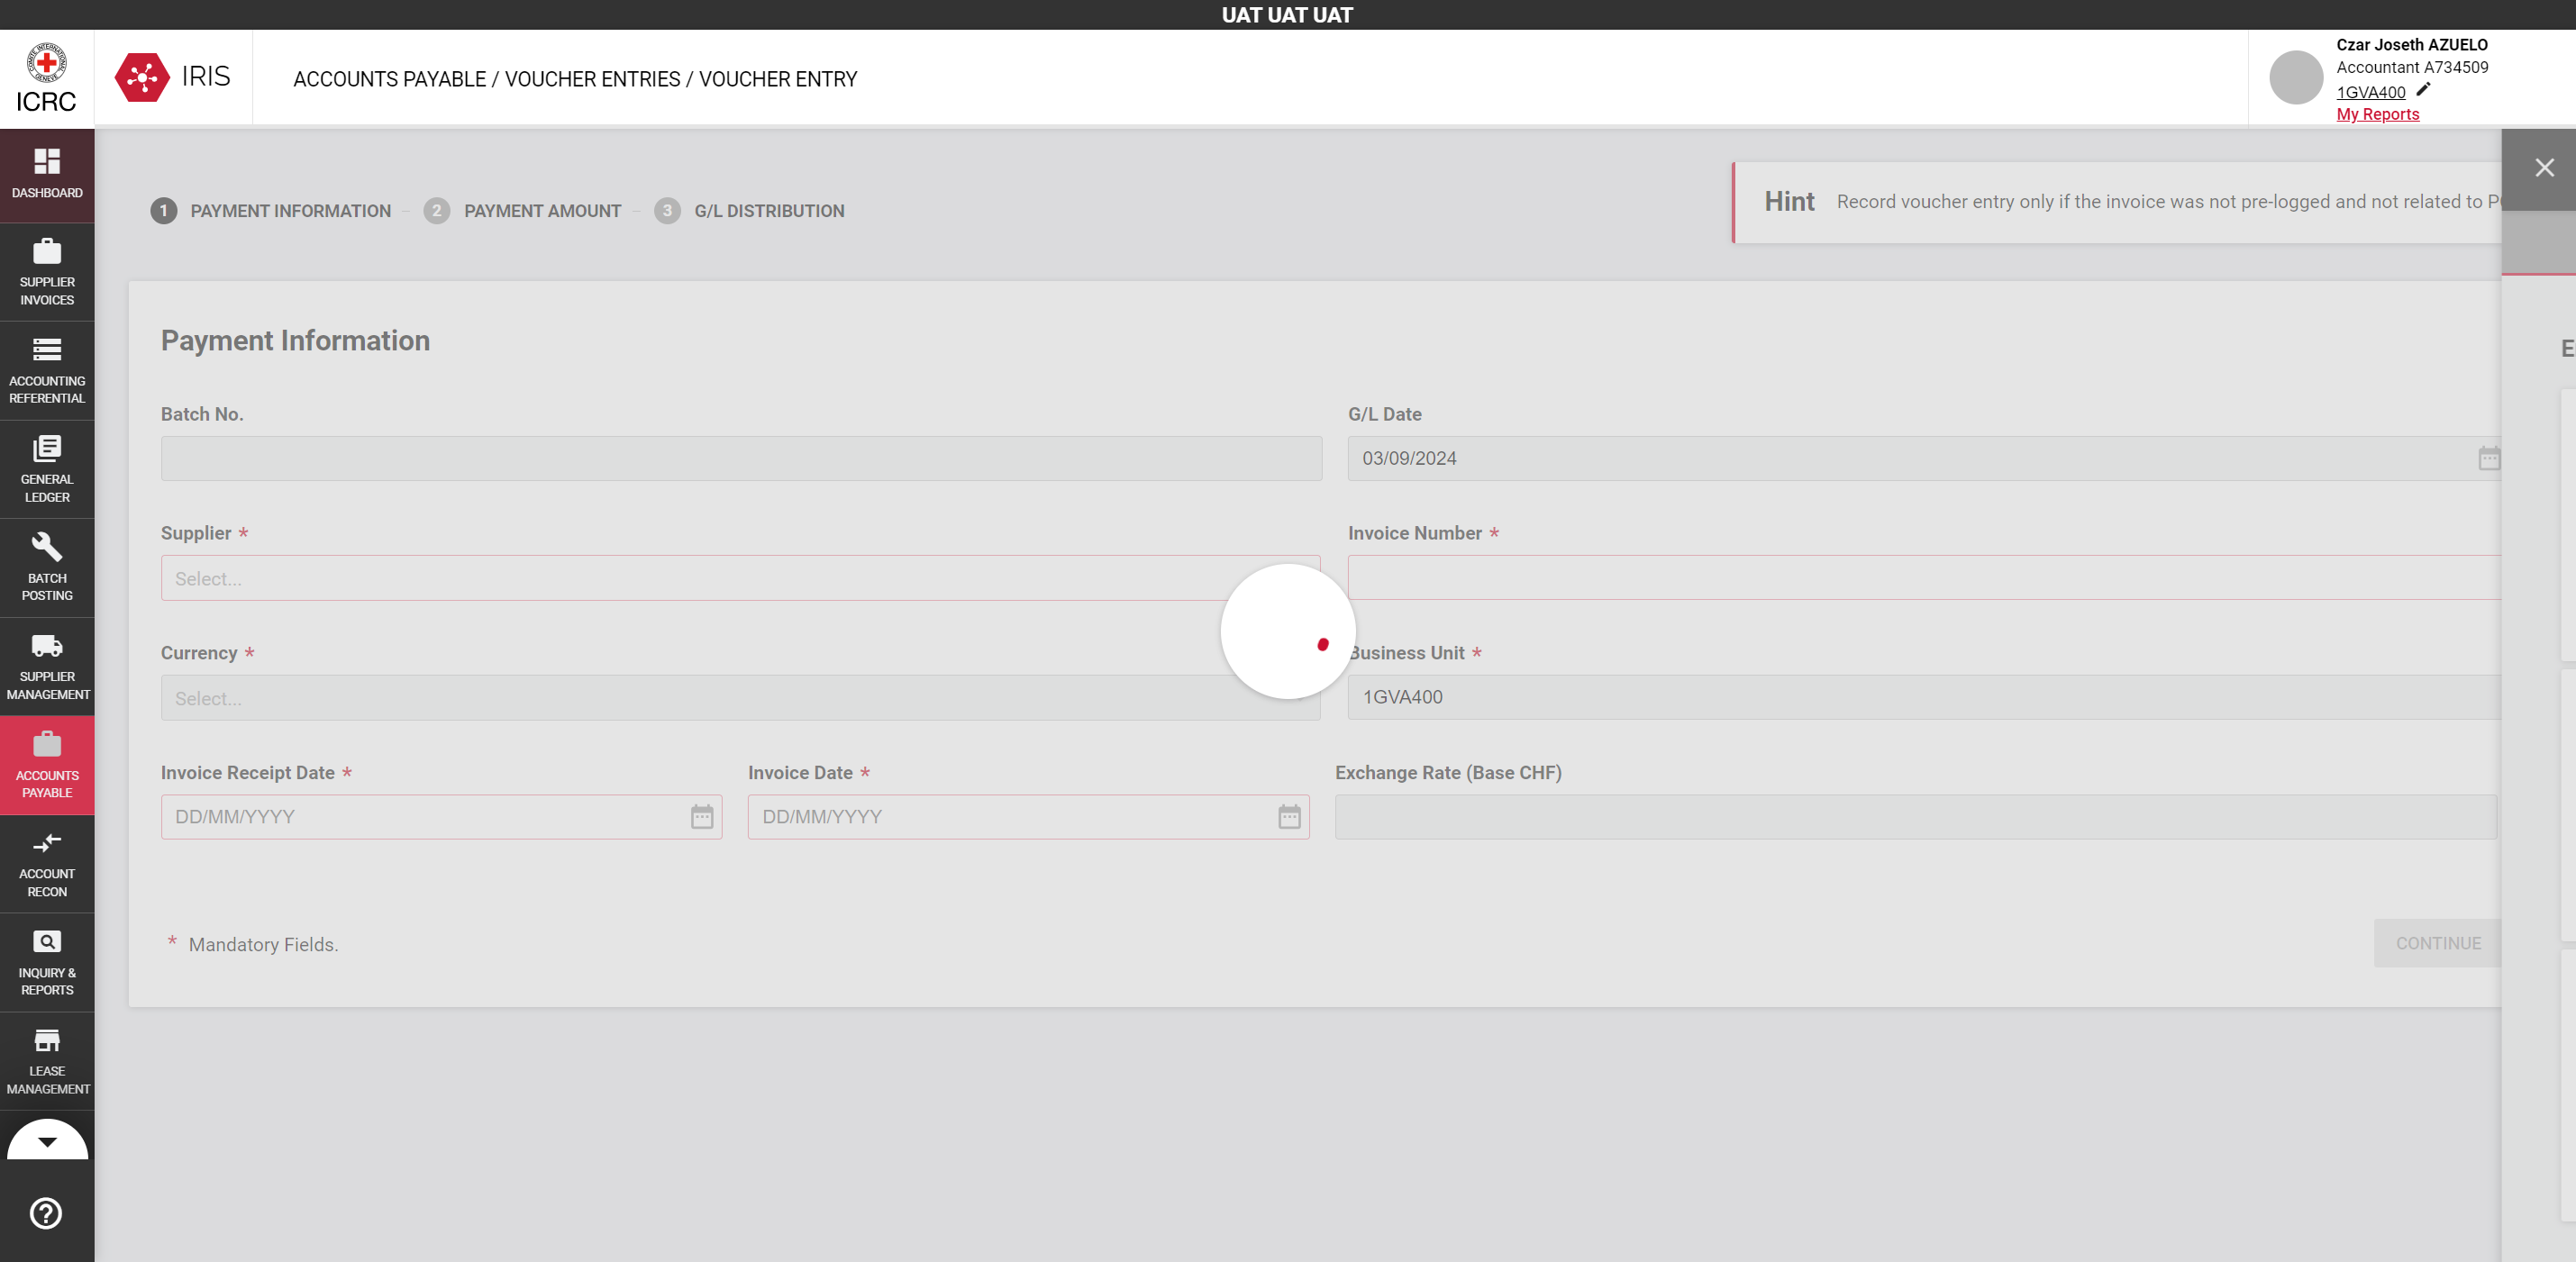 UAT UAT UAT
COMITE INTERNATIONAL GENEVE
ICRC
IRIS
ACCOUNTS PAYABLE / VOUCHER ENTRIES / VOUCHER ENTRY
Czar Joseth AZUELO
Accountant A734509
1GVA400
My Reports
DASHBOARD
SUPPLIER
INVOICES
ACCOUNTING
REFERENTIAL
GENERAL
LEDGER
BATCH
POSTING
SUPPLIER
MANAGEMENT
ACCOUNTS
PAYABLE
ACCOUNT
RECON
INQUIRY &
REPORTS
LEASE
MANAGEMENT
1 PAYMENT INFORMATION – 2 PAYMENT AMOUNT – 3 G/L DISTRIBUTION
Hint Record voucher entry only if the invoice was not pre-logged and not related to
Payment Information
Batch No.
G/L Date
03/09/2024
Supplier *
Select...
Invoice Number *
Currency *
Select...
Business Unit *
1GVA400
Invoice Receipt Date *
DD/MM/YYYY
Invoice Date *
DD/MM/YYYY
Exchange Rate (Base CHF)
* Mandatory Fields.
CONTINUE